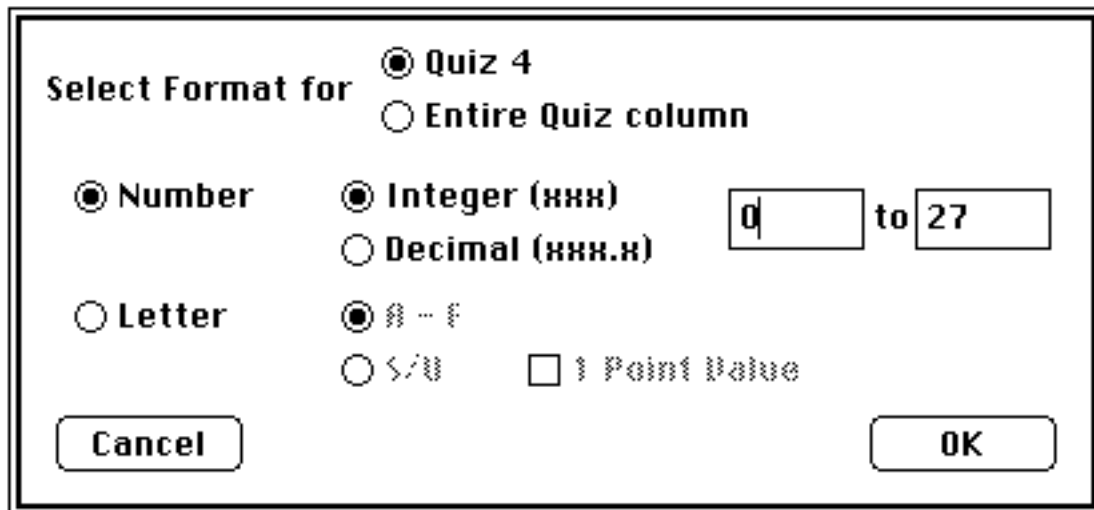 Quiz 4
Select Format for
Entire Quiz column
Number Integer (xxx) 0 to 27
Decimal (xxx.x)
Letter A - F
S/U 1 Point Value
Cancel OK